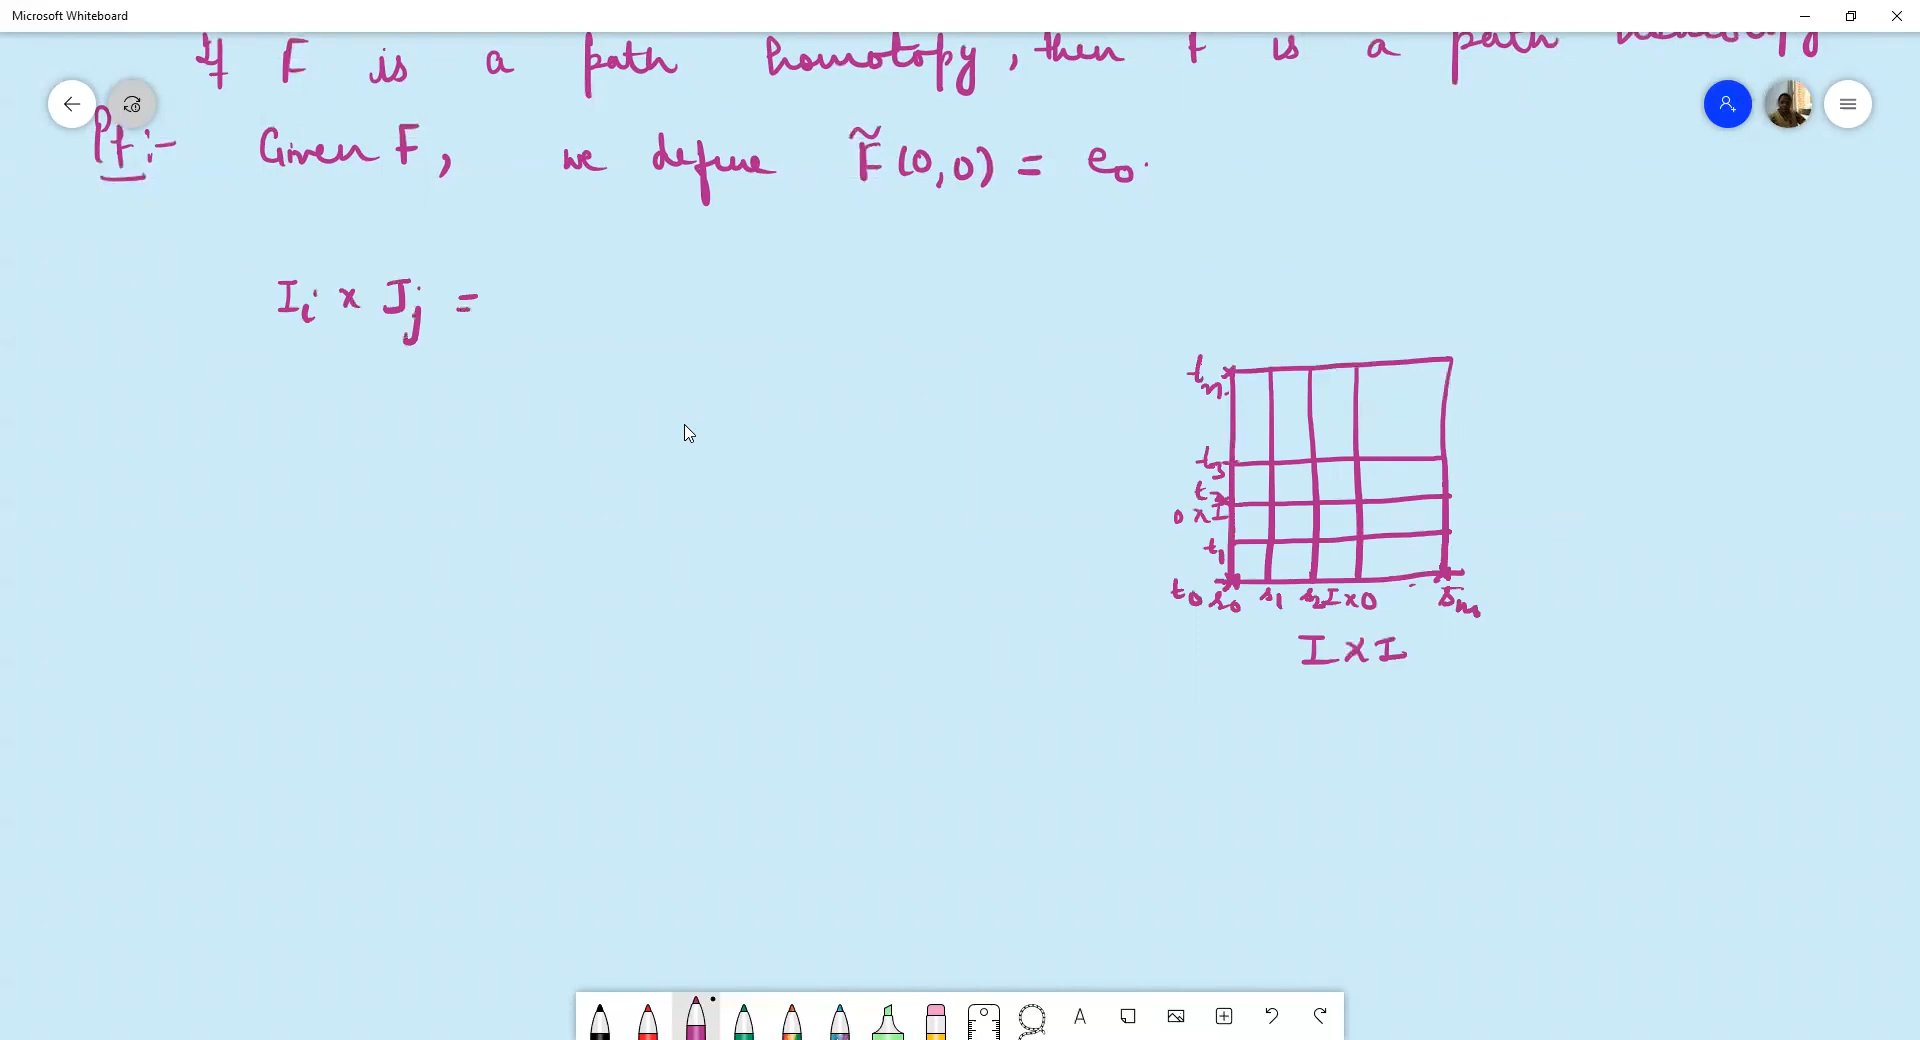 Microsoft Whiteboard
If F is a path homotopy, then F is a path homotopy
Pf:- Given F, we define F̃(0,0) = e₀.
Iᵢ × Jⱼ =
tₙ
t₃
t₂
0 × I
t₁
t₀ s₀ s₁ s₂ I × 0 sₘ
I × I
A